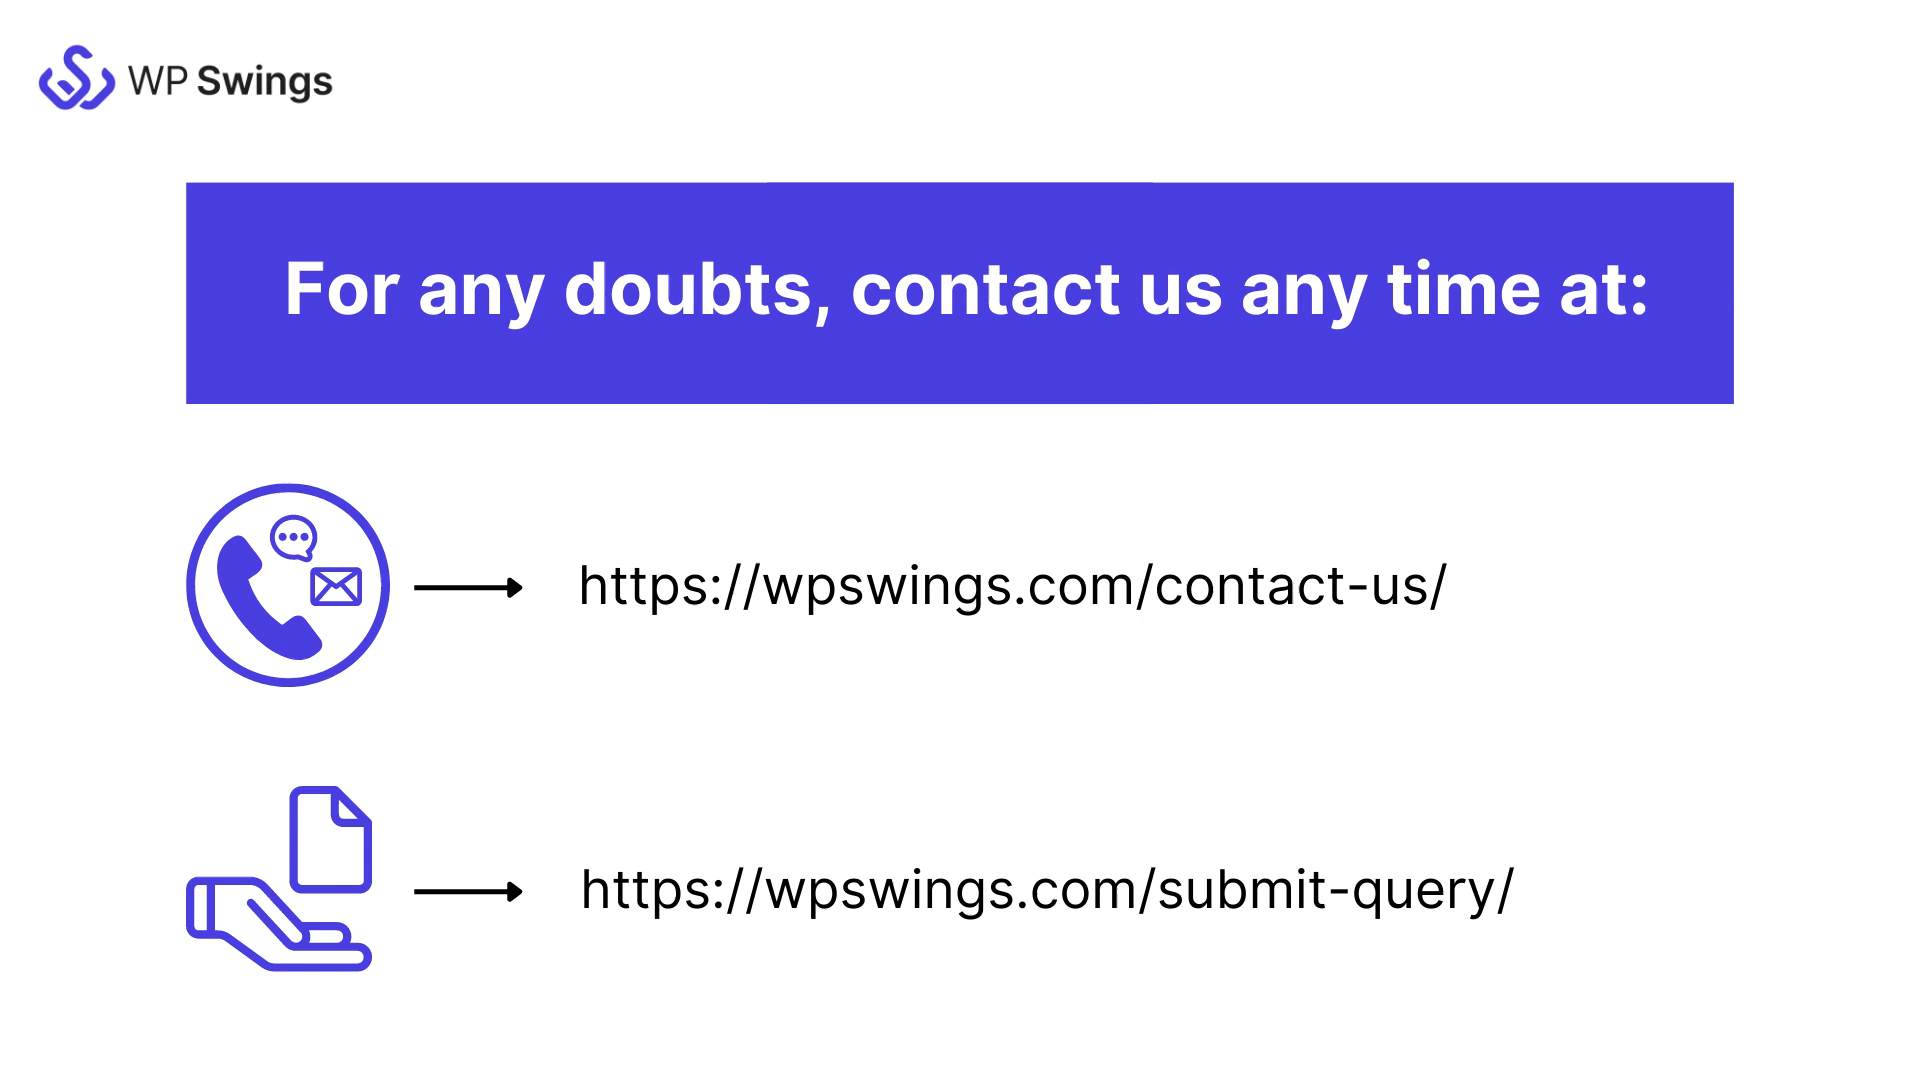 WP Swings
For any doubts, contact us any time at:
https://wpswings.com/contact-us/
https://wpswings.com/submit-query/